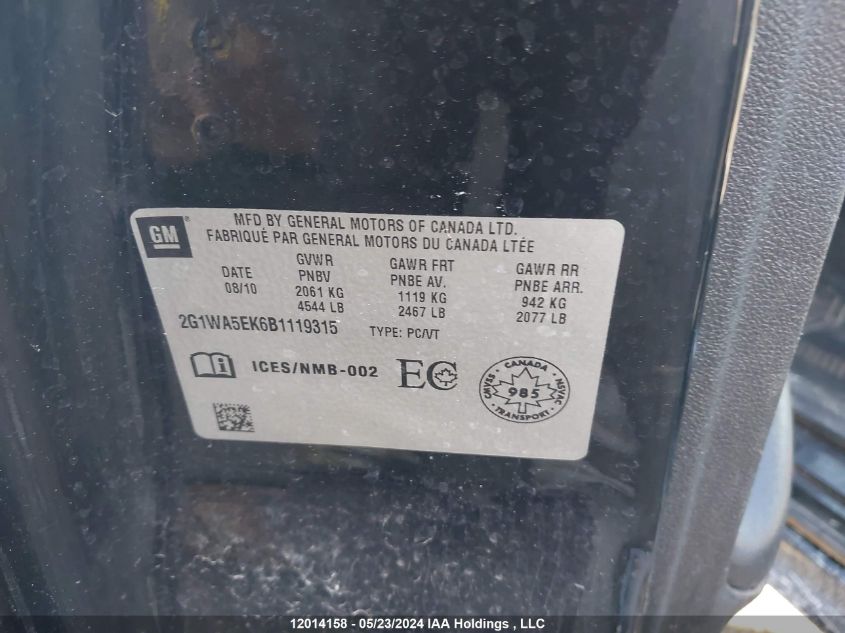 GM
MFD BY GENERAL MOTORS OF CANADA LTD.
FABRIQUÉ PAR GENERAL MOTORS DU CANADA LTÉE
DATE
08/10
GVWR
PNBV
2061 KG
4544 LB
GAWR FRT
PNBE AV.
1119 KG
2467 LB
GAWR RR
PNBE ARR.
942 KG
2077 LB
2G1WA5EK6B1119315 TYPE: PC/VT
ICES/NMB-002 EC
CANADA
CMVSS 985 NSVAC
TRANSPORT
12014158 - 05/23/2024 IAA Holdings , LLC